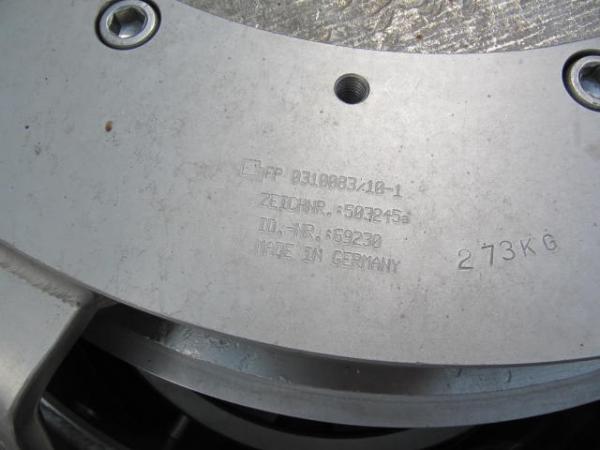 FP 0310083/10-1
ZEICHNR.:503245a
ID.-NR.:69230
MADE IN GERMANY
273KG